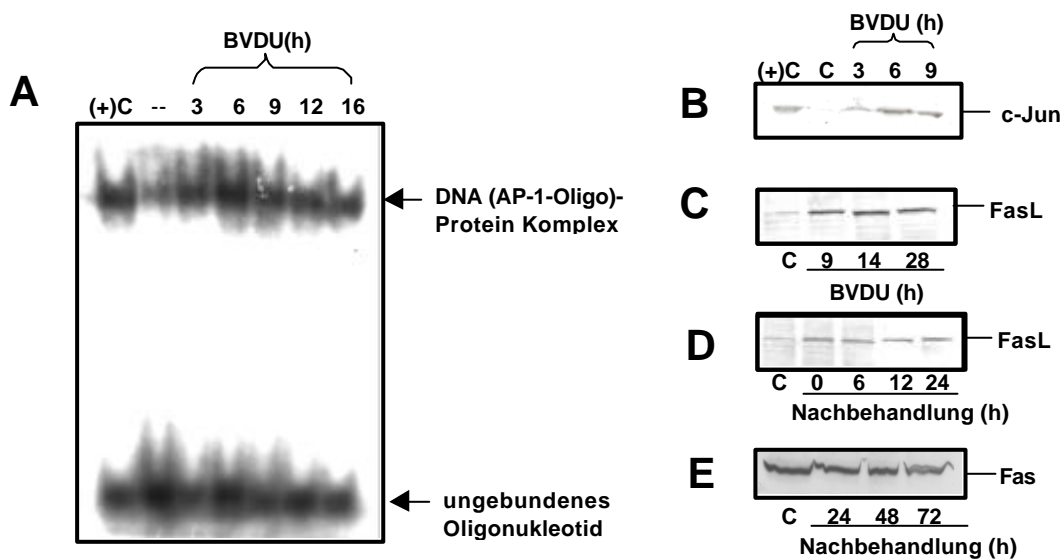 A
BVDU(h)
(+)C -- 3 6 9 12 16
DNA (AP-1-Oligo)-
Protein Komplex
ungebundenes
Oligonukleotid
B
BVDU (h)
(+)C C 3 6 9
c-Jun
C
FasL
C 9 14 28
BVDU (h)
D
FasL
C 0 6 12 24
Nachbehandlung (h)
E
Fas
C 24 48 72
Nachbehandlung (h)